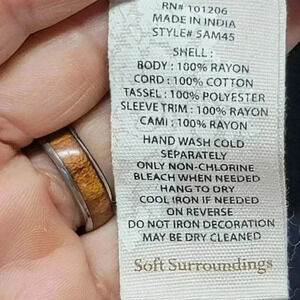 RN# 101206
MADE IN INDIA
STYLE# SAM45
SHELL :
BODY : 100% RAYON
CORD : 100% COTTON
TASSEL : 100% POLYESTER
SLEEVE TRIM : 100% RAYON
CAMI : 100% RAYON
HAND WASH COLD
SEPARATELY
ONLY NON-CHLORINE
BLEACH WHEN NEEDED
HANG TO DRY
COOL IRON IF NEEDED
ON REVERSE
DO NOT IRON DECORATION
MAY BE DRY CLEANED
Soft Surroundings